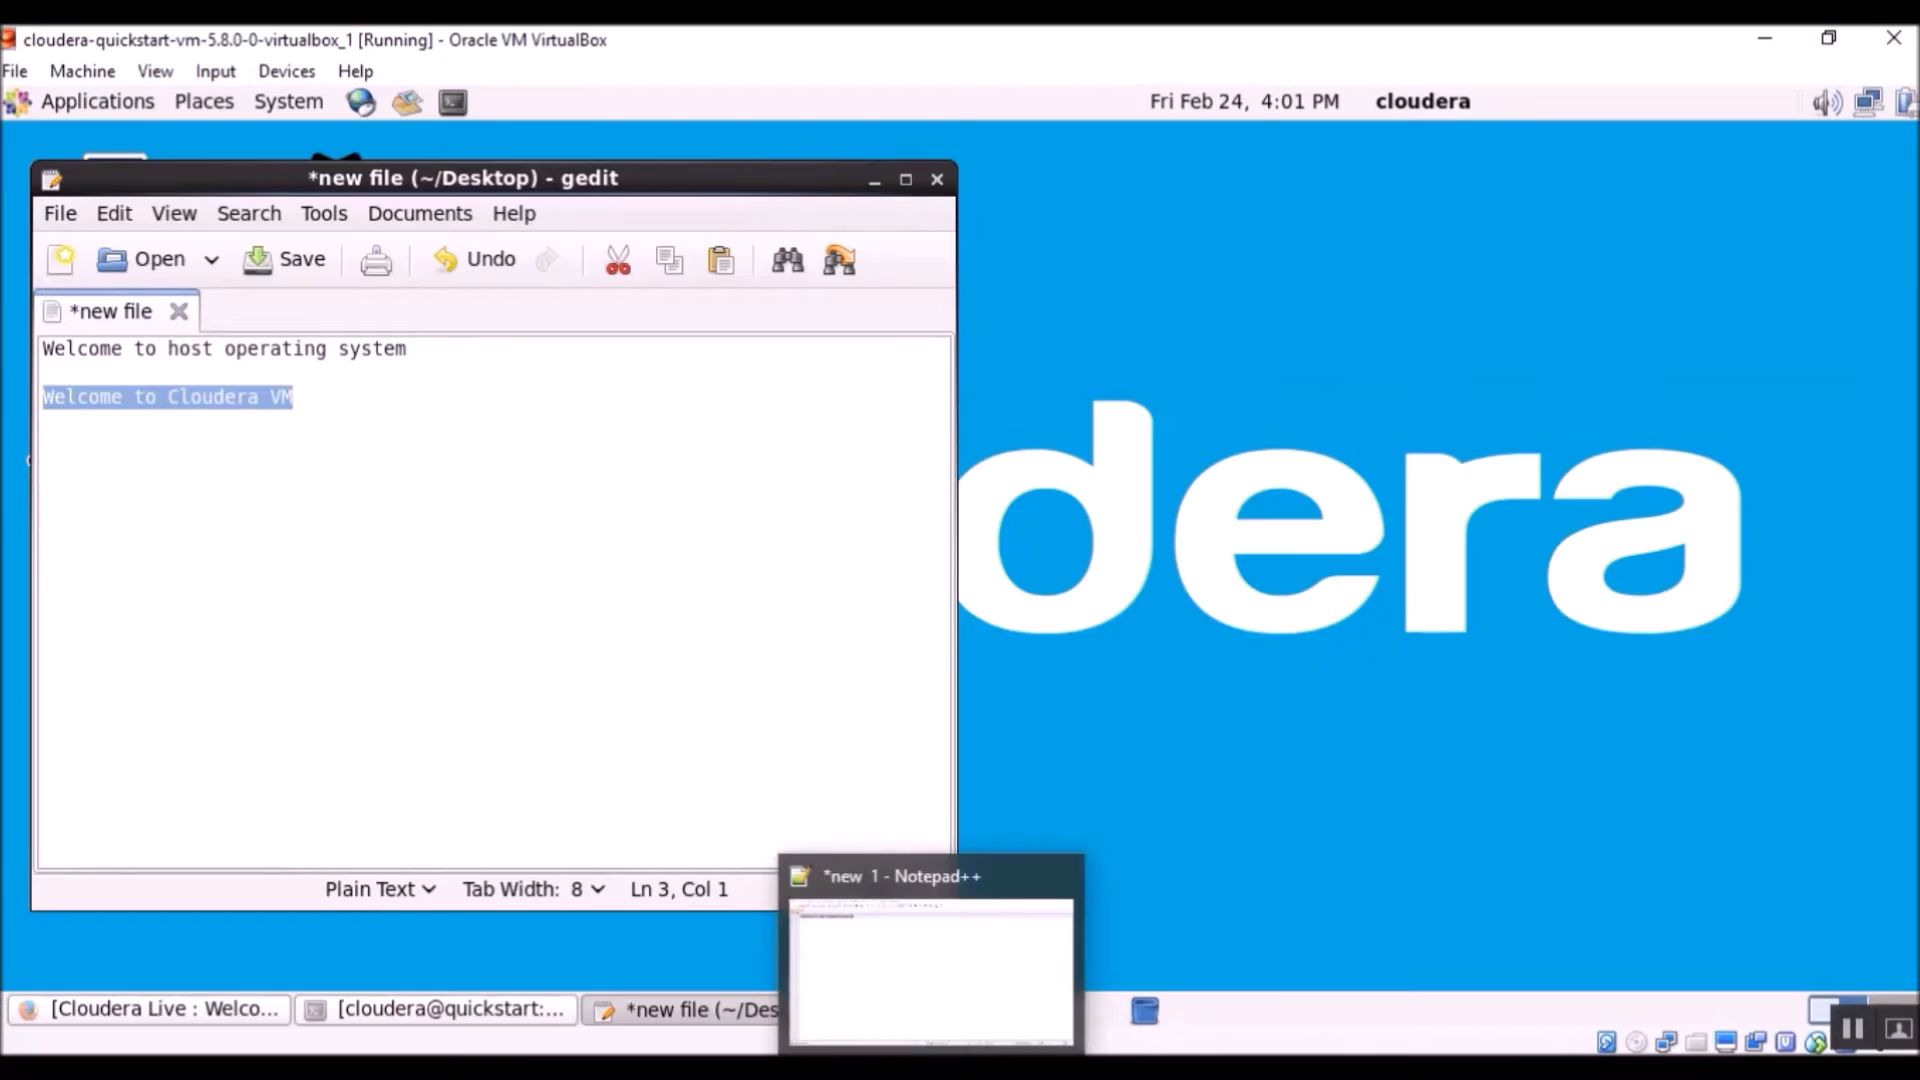 cloudera-quickstart-vm-5.8.0-0-virtualbox_1 [Running] - Oracle VM VirtualBox
File Machine View Input Devices Help
Applications Places System Fri Feb 24, 4:01 PM cloudera
*new file (~/Desktop) - gedit
File Edit View Search Tools Documents Help
Open Save Undo
*new file
Welcome to host operating system
Welcome to Cloudera VM
dera
*new 1 - Notepad++
Plain Text Tab Width: 8 Ln 3, Col 1
[Cloudera Live : Welco... [cloudera@quickstart:... *new file (~/Des